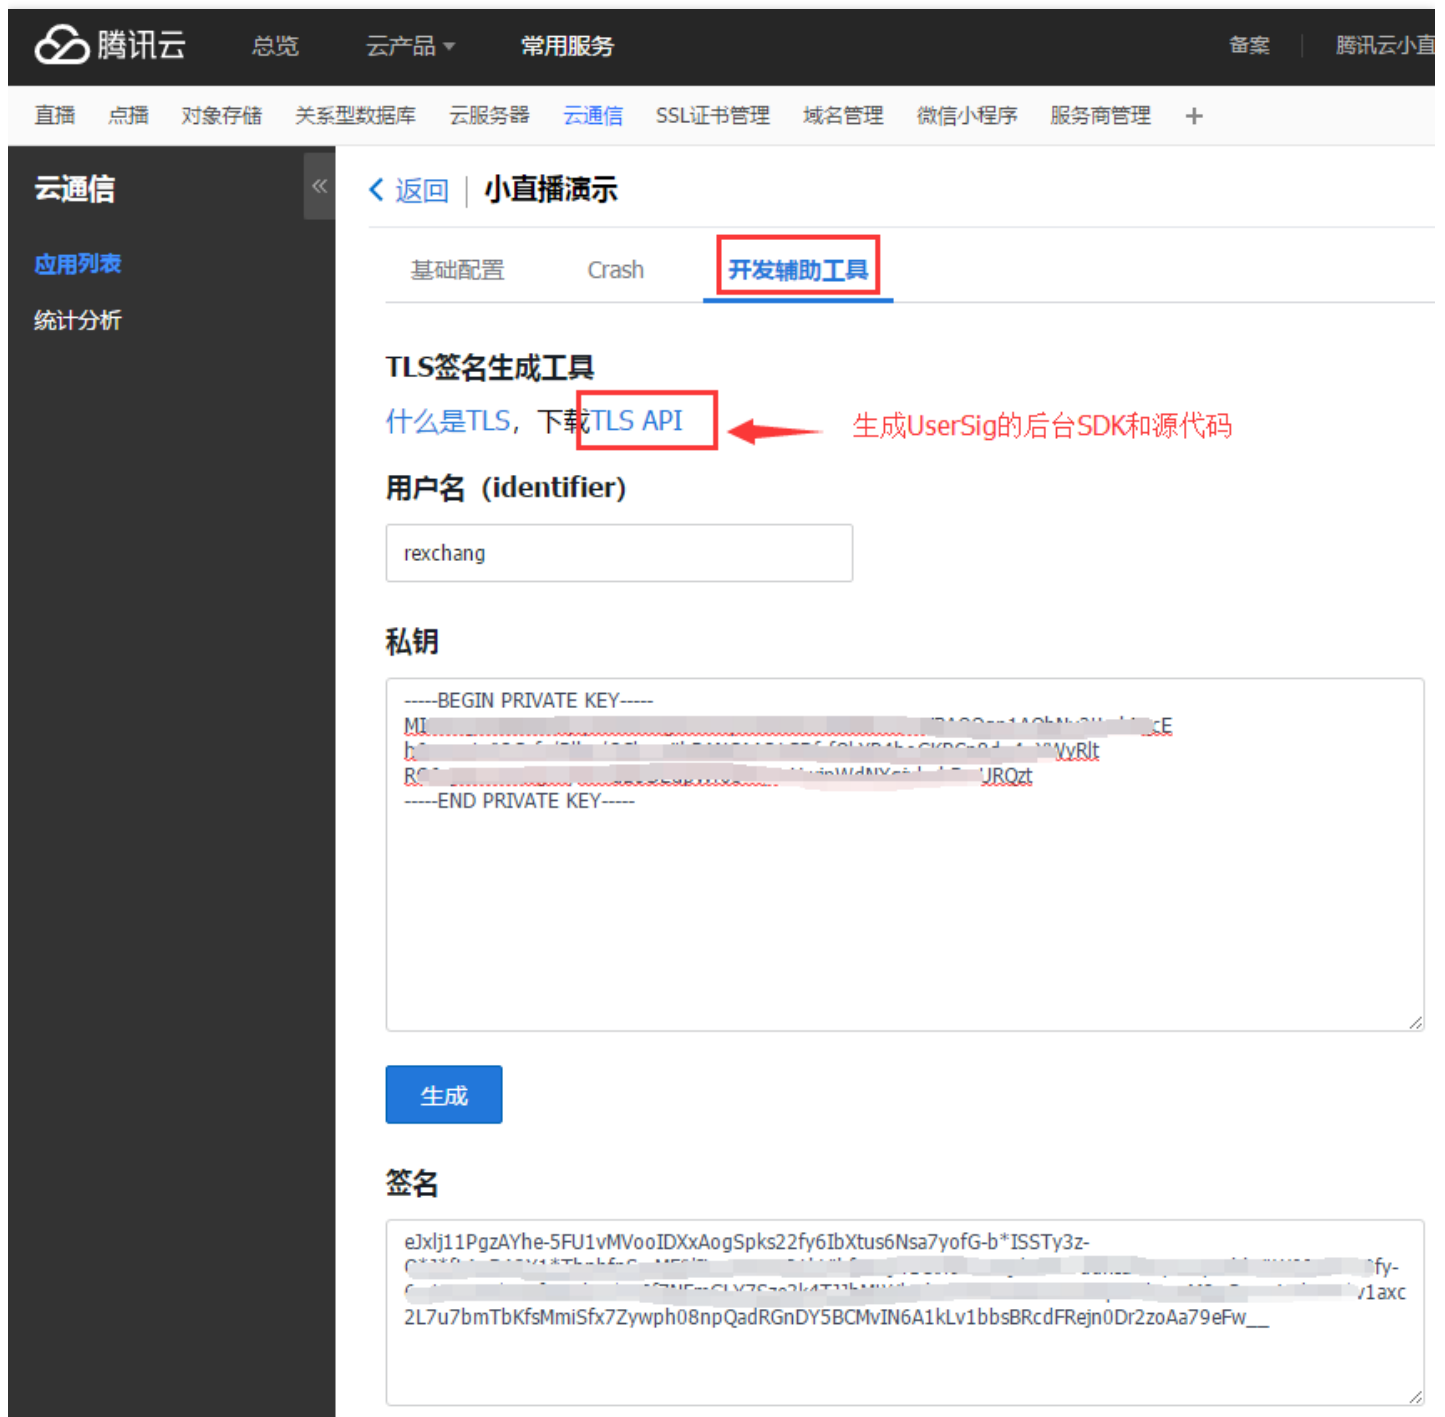 腾讯云 总览 云产品 常用服务 备案 腾讯云小直
直播 点播 对象存储 关系型数据库 云服务器 云通信 SSL证书管理 域名管理 微信小程序 服务商管理 +
云通信 «
返回 小直播演示
应用列表
基础配置 Crash 开发辅助工具
统计分析
TLS签名生成工具
什么是TLS，下载TLS API
生成UserSig的后台SDK和源代码
用户名（identifier)
rexchang
私钥
-----BEGIN PRIVATE KEY-----
-----END PRIVATE KEY-----
生成
签名
eJxlj11PgzAYhe-5FU1vMVooIDXxAogSpks22fy6IbXtus6Nsa7yofG-b*ISSTy3z-
2L7u7bmTbKfsMmiSfx7Zywph08npQadRGnDY5BCMvIN6A1kLv1bbsBRcdFRejn0Dr2zoAa79eFw__